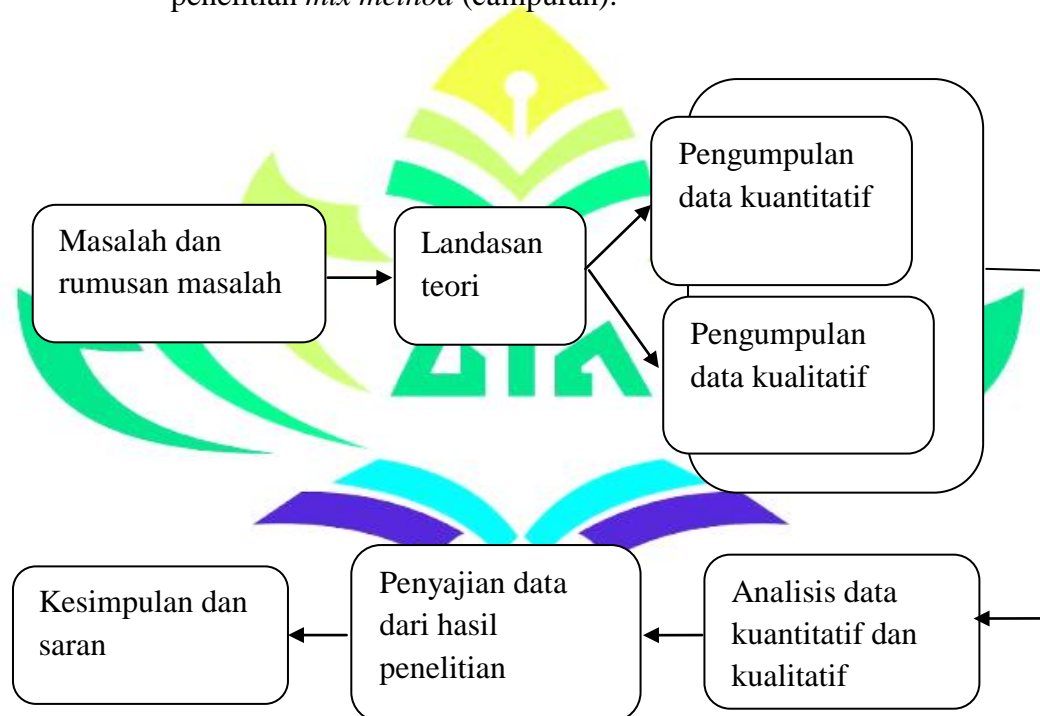 penelitian mix method (campuran).
Masalah dan
rumusan masalah
Landasan
teori
Pengumpulan
data kuantitatif
Pengumpulan
data kualitatif
Analisis data
kuantitatif dan
kualitatif
Penyajian data
dari hasil
penelitian
Kesimpulan dan
saran